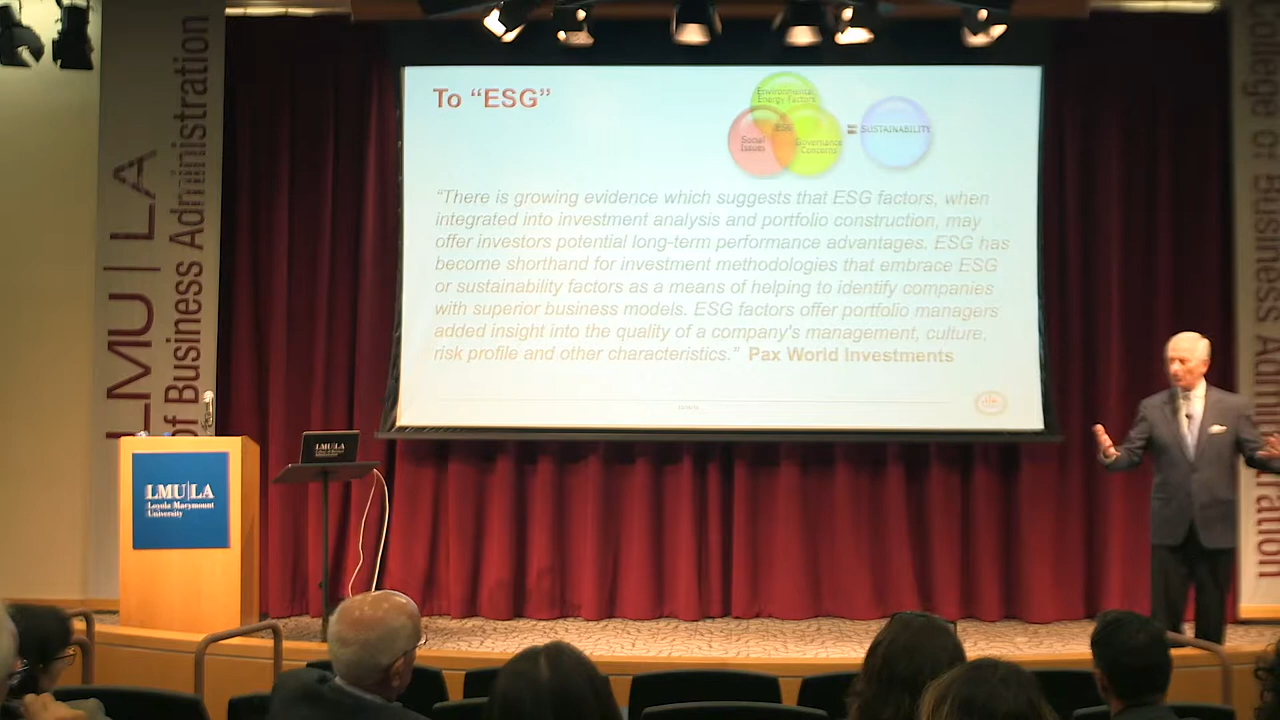 LMU|LA
of Business Administration
To “ESG”
Environmental
Energy Factors
ESG
Social
Issues
Governance
Concerns
=
SUSTAINABILITY
“There is growing evidence which suggests that ESG factors, when
integrated into investment analysis and portfolio construction, may
offer investors potential long-term performance advantages. ESG has
become shorthand for investment methodologies that embrace ESG
or sustainability factors as a means of helping to identify companies
with superior business models. ESG factors offer portfolio managers
added insight into the quality of a company's management, culture,
risk profile and other characteristics.” Pax World Investments
LMU|LA
LMU|LA
Loyola Marymount
University
College of Business Administration